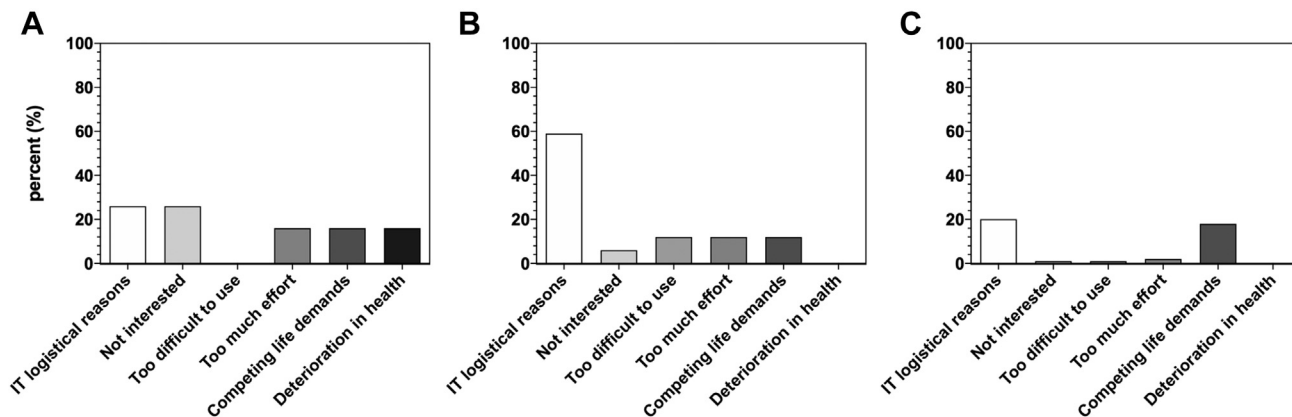 A
percent (%)
100
80
60
40
20
0
IT logistical reasons
Not interested
Too difficult to use
Too much effort
Competing life demands
Deterioration in health
B
100
80
60
40
20
0
IT logistical reasons
Not interested
Too difficult to use
Too much effort
Competing life demands
Deterioration in health
C
100
80
60
40
20
0
IT logistical reasons
Not interested
Too difficult to use
Too much effort
Competing life demands
Deterioration in health